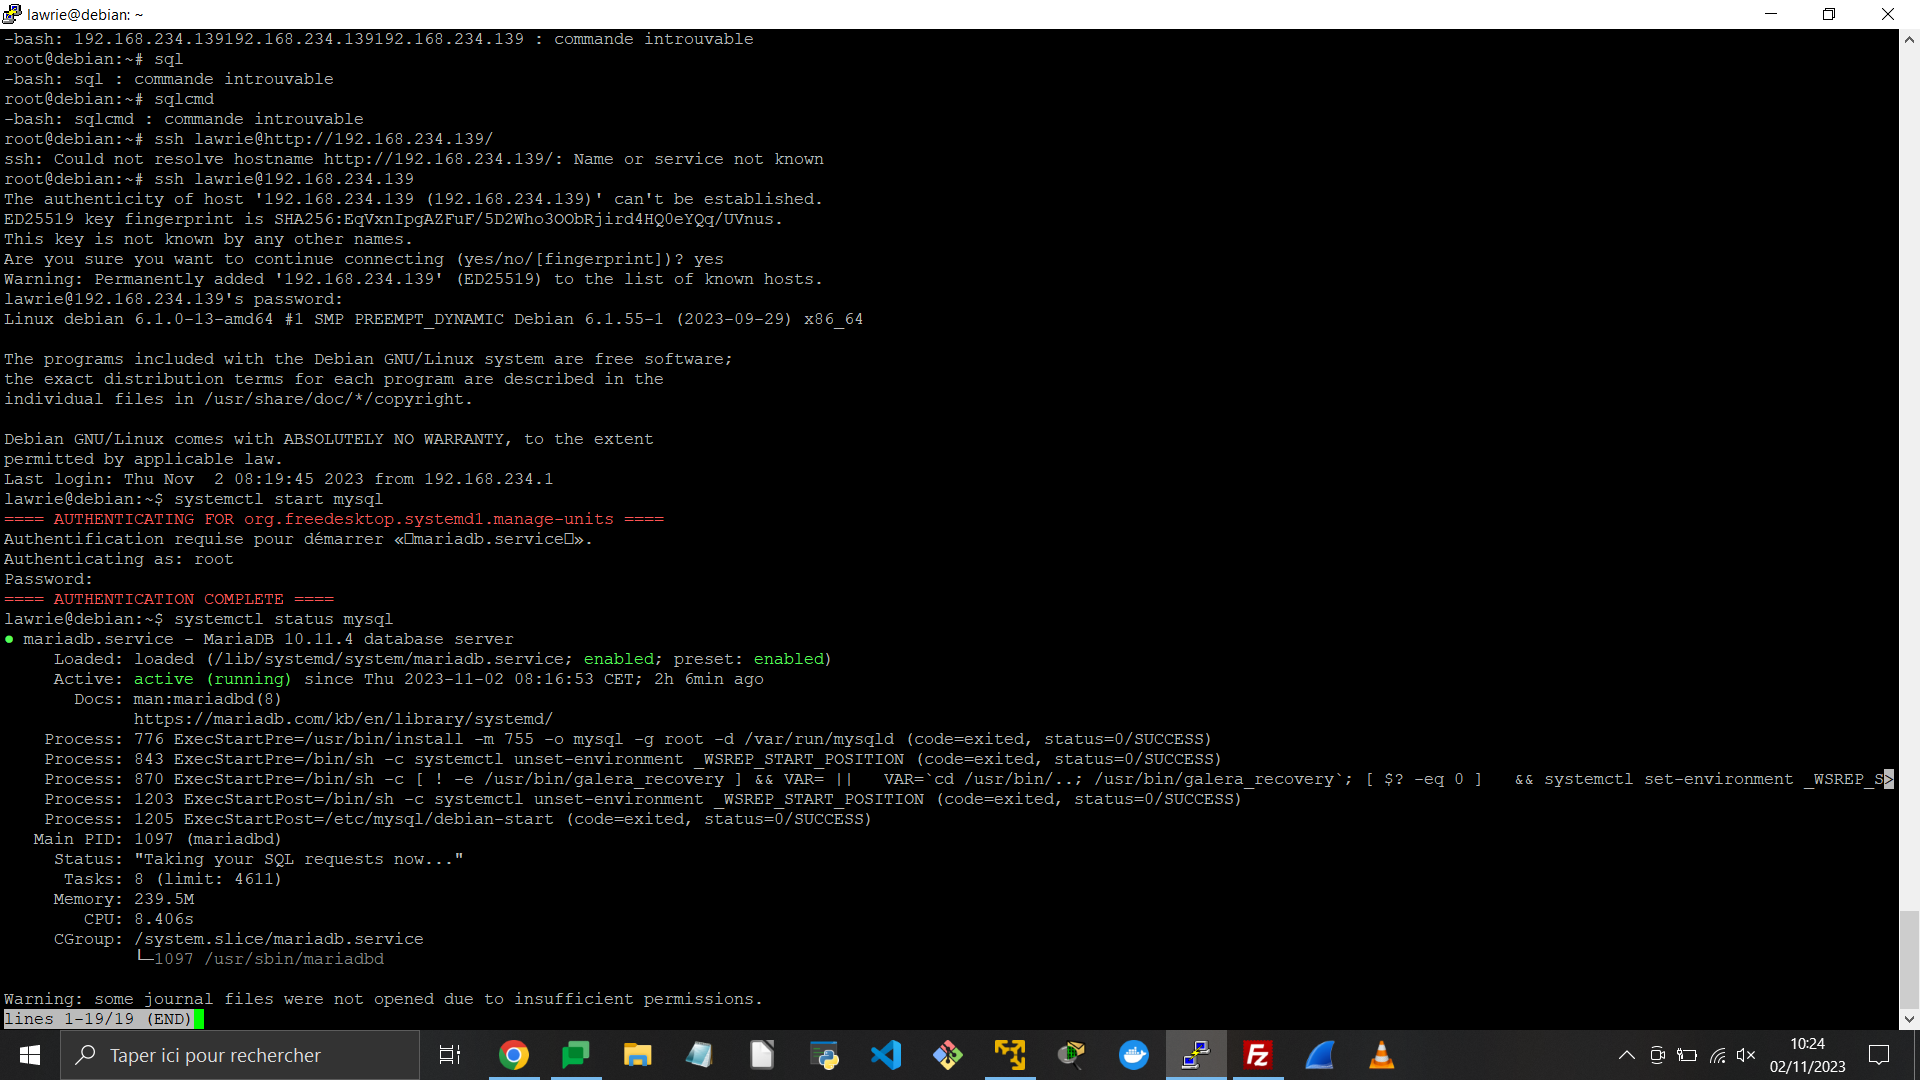 lawrie@debian: ~
-bash: 192.168.234.139192.168.234.139192.168.234.139 : commande introuvable
root@debian:~# sql
-bash: sql : commande introuvable
root@debian:~# sqlcmd
-bash: sqlcmd : commande introuvable
root@debian:~# ssh lawrie@http://192.168.234.139/
ssh: Could not resolve hostname http://192.168.234.139/: Name or service not known
root@debian:~# ssh lawrie@192.168.234.139
The authenticity of host '192.168.234.139 (192.168.234.139)' can't be established.
ED25519 key fingerprint is SHA256:EqVxnIpgAZFuF/5D2Who3OObRjird4HQ0eYQq/UVnus.
This key is not known by any other names.
Are you sure you want to continue connecting (yes/no/[fingerprint])? yes
Warning: Permanently added '192.168.234.139' (ED25519) to the list of known hosts.
lawrie@192.168.234.139's password:
Linux debian 6.1.0-13-amd64 #1 SMP PREEMPT_DYNAMIC Debian 6.1.55-1 (2023-09-29) x86_64
The programs included with the Debian GNU/Linux system are free software;
the exact distribution terms for each program are described in the
individual files in /usr/share/doc/*/copyright.
Debian GNU/Linux comes with ABSOLUTELY NO WARRANTY, to the extent
permitted by applicable law.
Last login: Thu Nov  2 08:19:45 2023 from 192.168.234.1
lawrie@debian:~$ systemctl start mysql
==== AUTHENTICATING FOR org.freedesktop.systemd1.manage-units ====
Authentification requise pour démarrer «□mariadb.service□».
Authenticating as: root
Password:
==== AUTHENTICATION COMPLETE ====
lawrie@debian:~$ systemctl status mysql
● mariadb.service - MariaDB 10.11.4 database server
Loaded: loaded (/lib/systemd/system/mariadb.service; enabled; preset: enabled)
Active: active (running) since Thu 2023-11-02 08:16:53 CET; 2h 6min ago
Docs: man:mariadbd(8)
https://mariadb.com/kb/en/library/systemd/
Process: 776 ExecStartPre=/usr/bin/install -m 755 -o mysql -g root -d /var/run/mysqld (code=exited, status=0/SUCCESS)
Process: 843 ExecStartPre=/bin/sh -c systemctl unset-environment _WSREP_START_POSITION (code=exited, status=0/SUCCESS)
Process: 870 ExecStartPre=/bin/sh -c [ ! -e /usr/bin/galera_recovery ] && VAR= ||   VAR=`cd /usr/bin/..; /usr/bin/galera_recovery`; [ $? -eq 0 ]   && systemctl set-environment _WSREP_S>
Process: 1203 ExecStartPost=/bin/sh -c systemctl unset-environment _WSREP_START_POSITION (code=exited, status=0/SUCCESS)
Process: 1205 ExecStartPost=/etc/mysql/debian-start (code=exited, status=0/SUCCESS)
Main PID: 1097 (mariadbd)
Status: "Taking your SQL requests now..."
Tasks: 8 (limit: 4611)
Memory: 239.5M
CPU: 8.406s
CGroup: /system.slice/mariadb.service
└─1097 /usr/sbin/mariadbd
Warning: some journal files were not opened due to insufficient permissions.
lines 1-19/19 (END)
Taper ici pour rechercher
10:24
02/11/2023